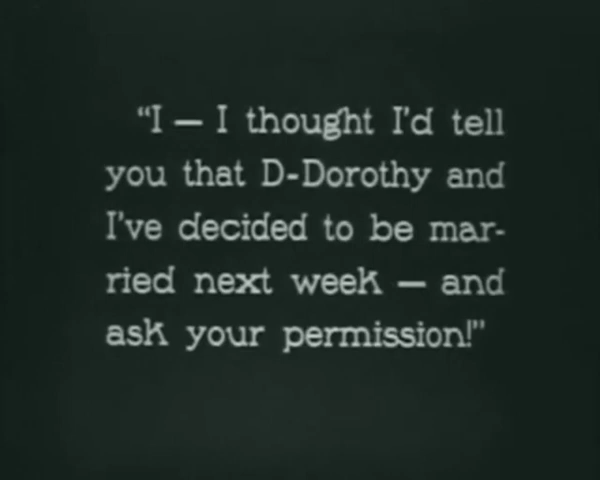 “I — I thought I'd tell
you that D-Dorothy and
I've decided to be mar-
ried next week — and
ask your permission!”